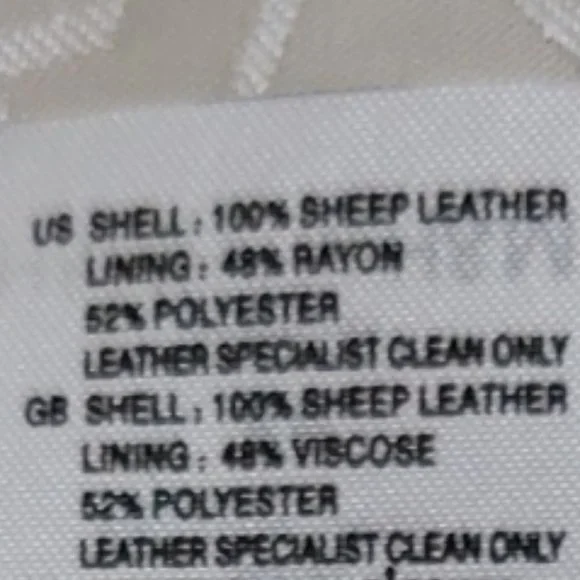 US SHELL : 100% SHEEP LEATHER
LINING : 48% RAYON
52% POLYESTER
LEATHER SPECIALIST CLEAN ONLY
GB SHELL : 100% SHEEP LEATHER
LINING : 48% VISCOSE
52% POLYESTER
LEATHER SPECIALIST CLEAN ONLY